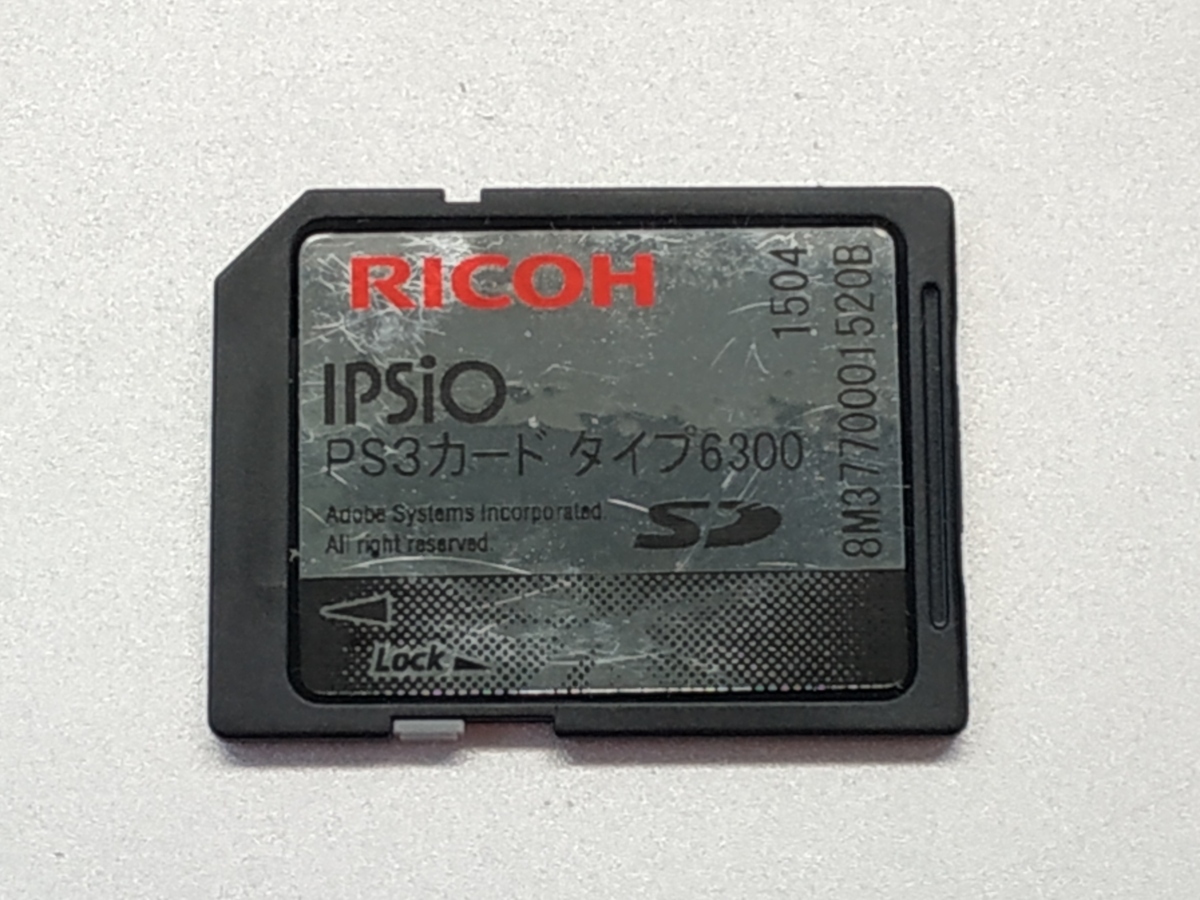 RICOH
IPSiO
PS3カード タイプ6300
Adobe Systems Incorporated.
All right reserved.
SD
Lock
1504
8M3770001520B